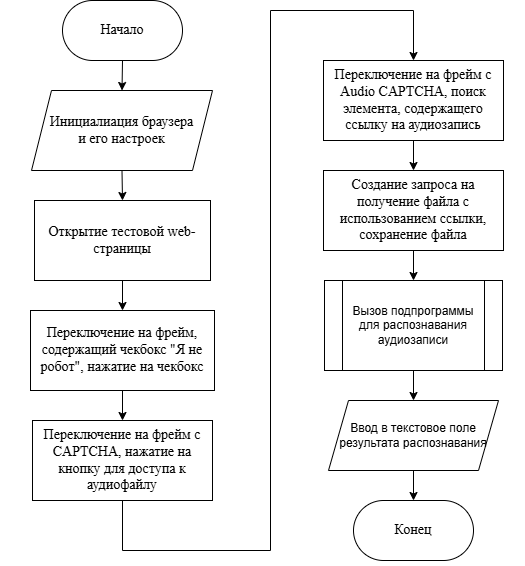 Начало
Инициалиация браузера
и его настроек
Открытие тестовой web-
страницы
Переключение на фрейм,
содержащий чекбокс "Я не
робот", нажатие на чекбокс
Переключение на фрейм с
CAPTCHA, нажатие на
кнопку для доступа к
аудиофайлу
Переключение на фрейм с
Audio CAPTCHA, поиск
элемента, содержащего
ссылку на аудиозапись
Создание запроса на
получение файла с
использованием ссылки,
сохранение файла
Вызов подпрограммы
для распознавания
аудиозаписи
Ввод в текстовое поле
результата распознавания
Конец